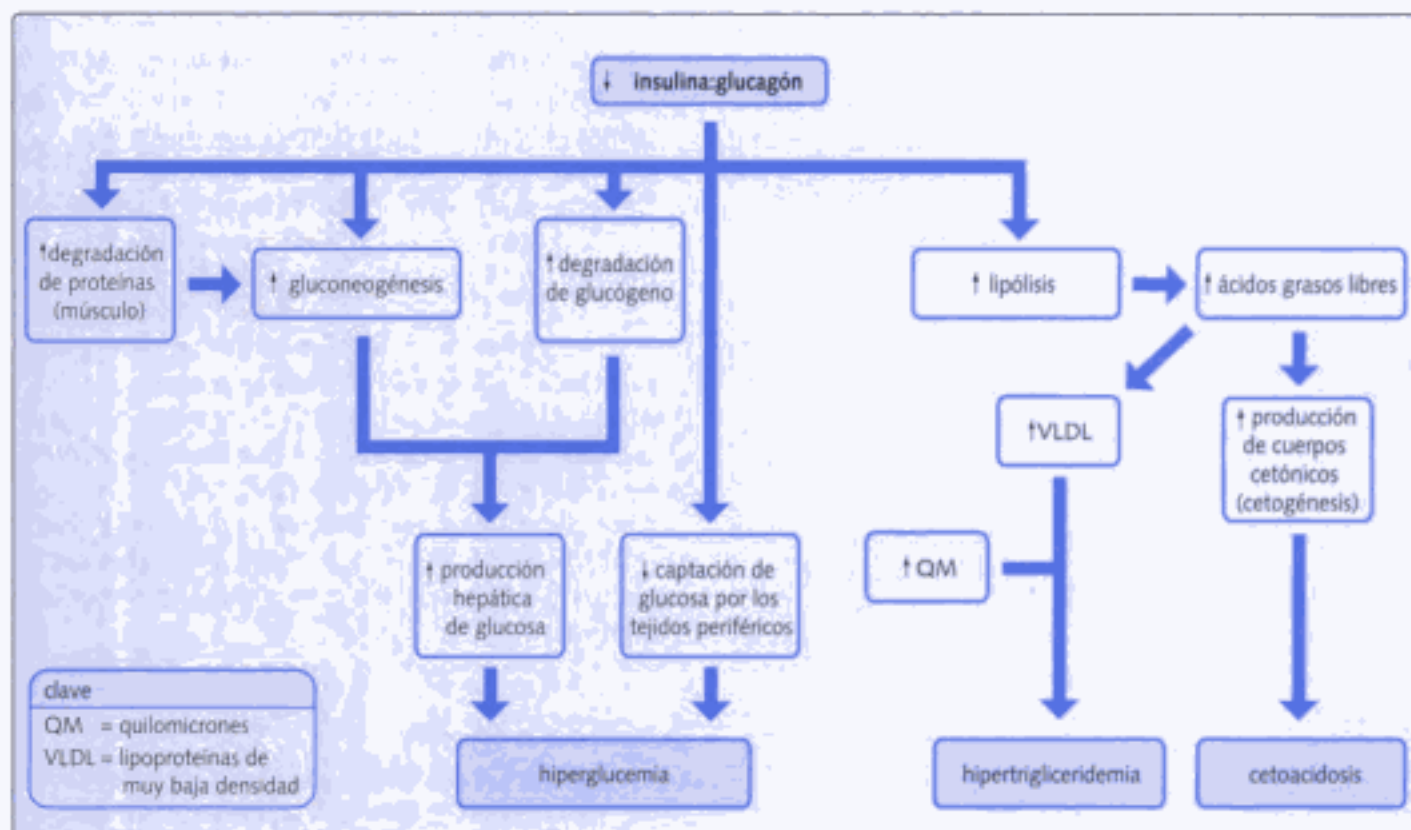 ↓ insulina:glucagón
↑degradación
de proteínas
(músculo)
↑ gluconeogénesis
↑ degradación
de glucógeno
↑ lipólisis
↑ ácidos grasos libres
↑VLDL
↑ producción
de cuerpos
cetónicos
(cetogénesis)
↑ QM
↑ producción
hepática
de glucosa
↓ captación de
glucosa por los
tejidos periféricos
clave
QM = quilomicrones
VLDL = lipoproteínas de
muy baja densidad
hiperglucemia
hipertrigliceridemia
cetoacidosis